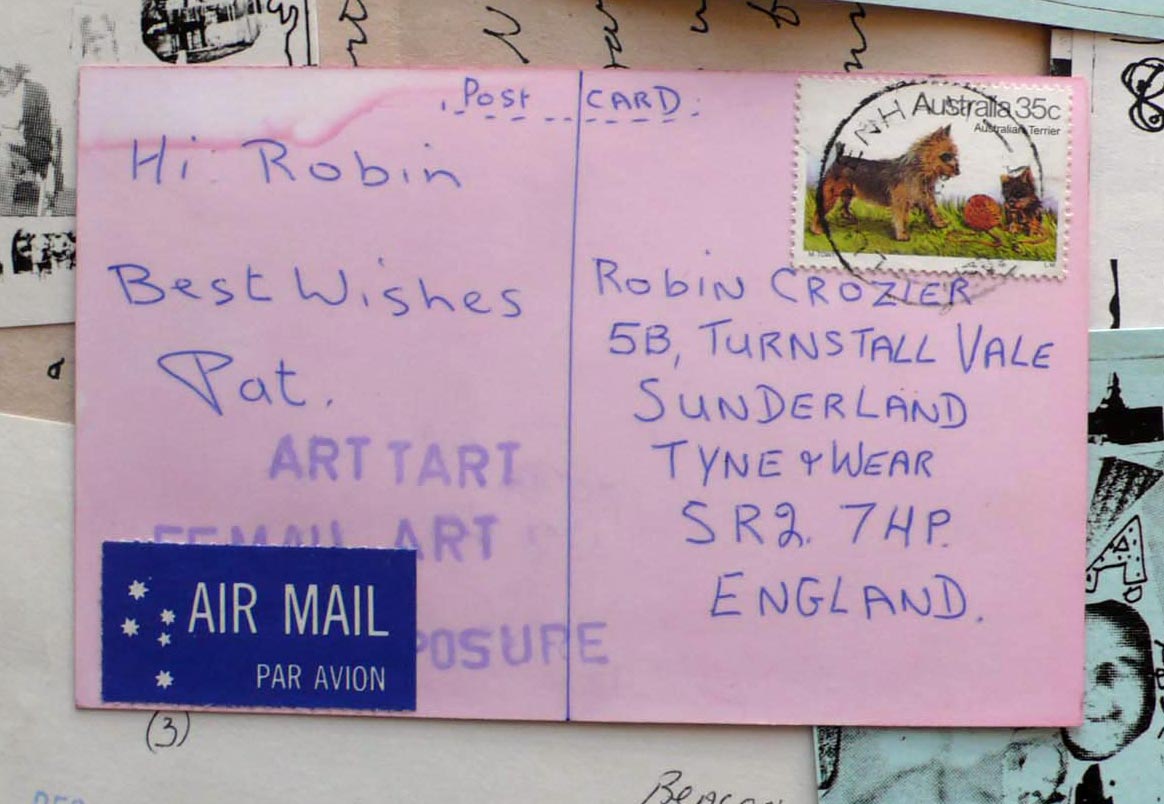 Post CARD.
Hi Robin
Best Wishes
Pat.
ART TART
FEMAIL ART
POSURE
AIR MAIL
PAR AVION
Australia 35c
Australian Terrier
ROBIN CROZIER
5B, TURNSTALL VALE
SUNDERLAND
TYNE & WEAR
SR2 7HP.
ENGLAND.
(3)